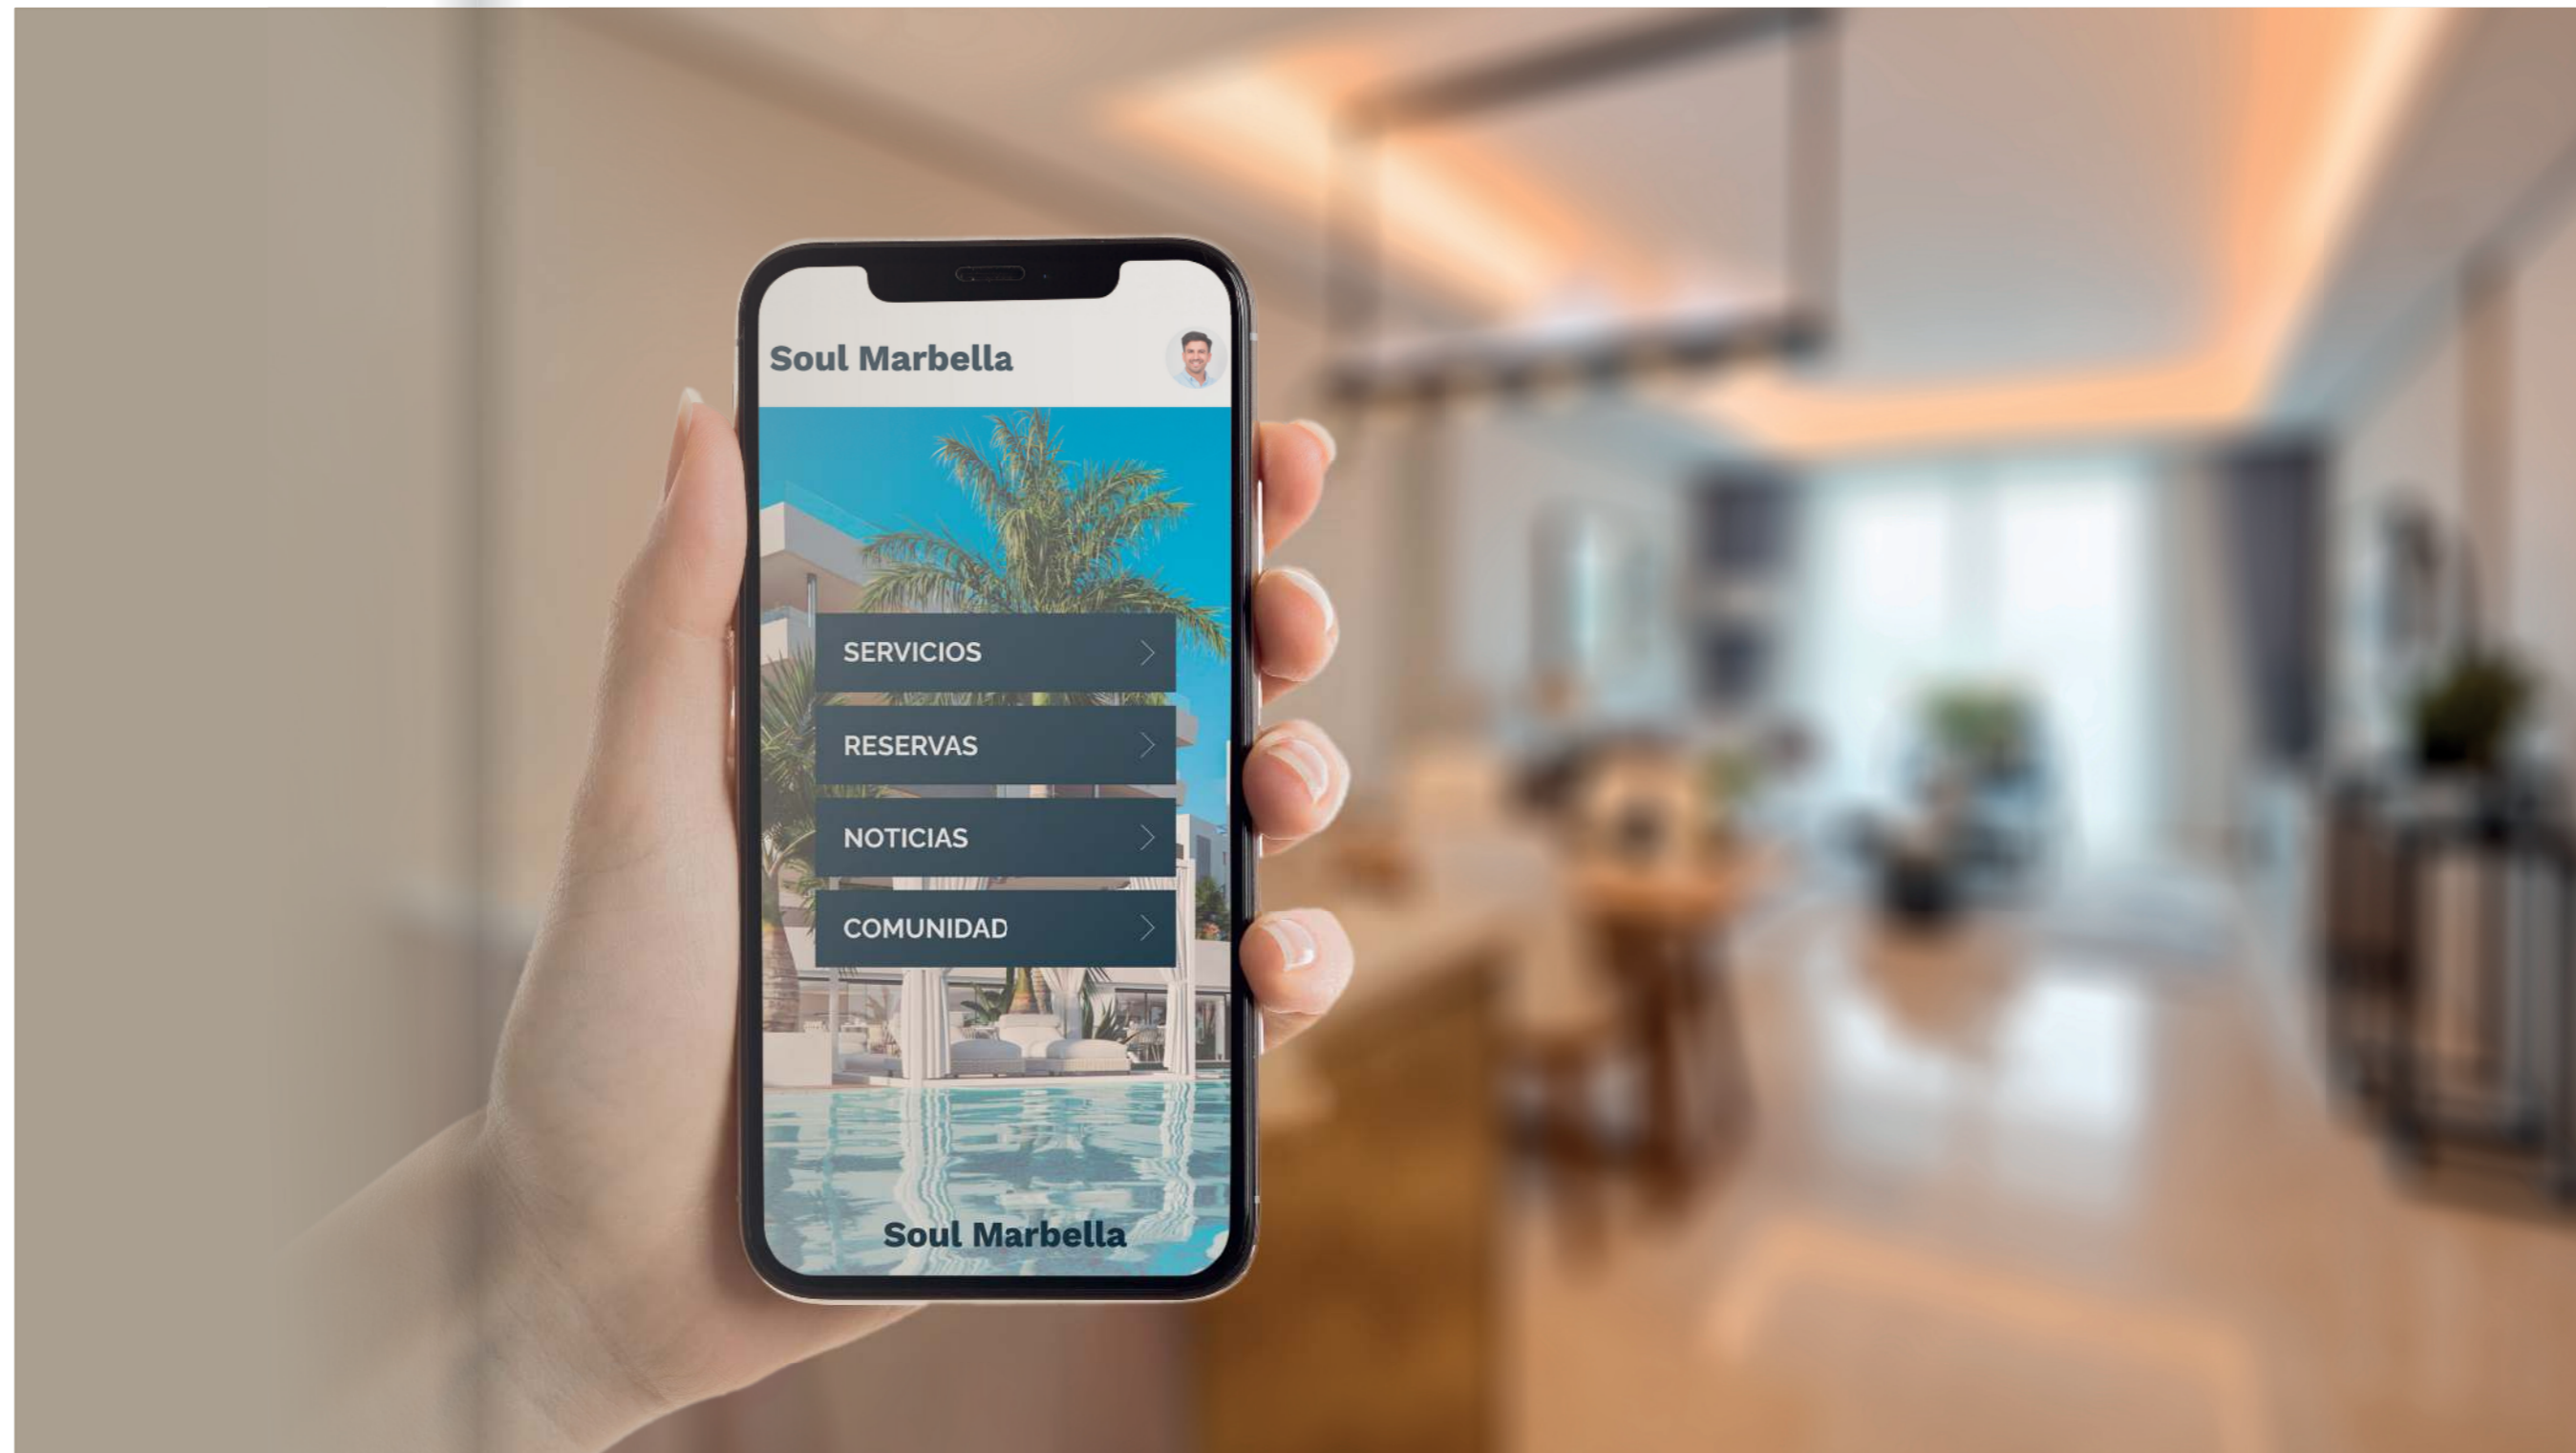 Soul Marbella
SERVICIOS
RESERVAS
NOTICIAS
COMUNIDAD
Soul Marbella